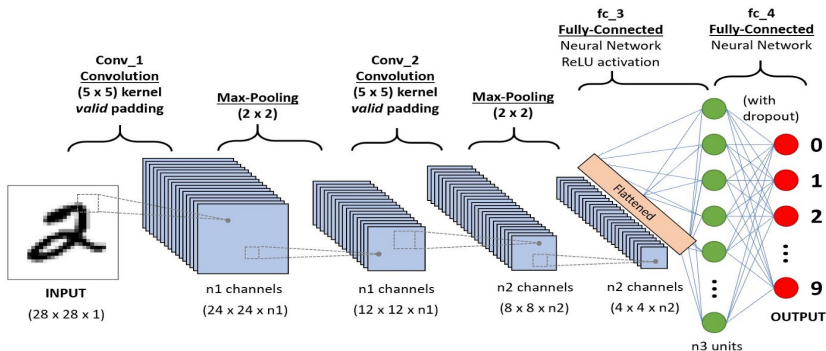 Conv_1
Convolution
(5 x 5) kernel
valid padding
Max-Pooling
(2 x 2)
Conv_2
Convolution
(5 x 5) kernel
valid padding
Max-Pooling
(2 x 2)
fc_3
Fully-Connected
Neural Network
ReLU activation
fc_4
Fully-Connected
Neural Network
(with
dropout)
Flattened
0
1
2
9
OUTPUT
2
INPUT
(28 x 28 x 1)
n1 channels
(24 x 24 x n1)
n1 channels
(12 x 12 x n1)
n2 channels
(8 x 8 x n2)
n2 channels
(4 x 4 x n2)
n3 units